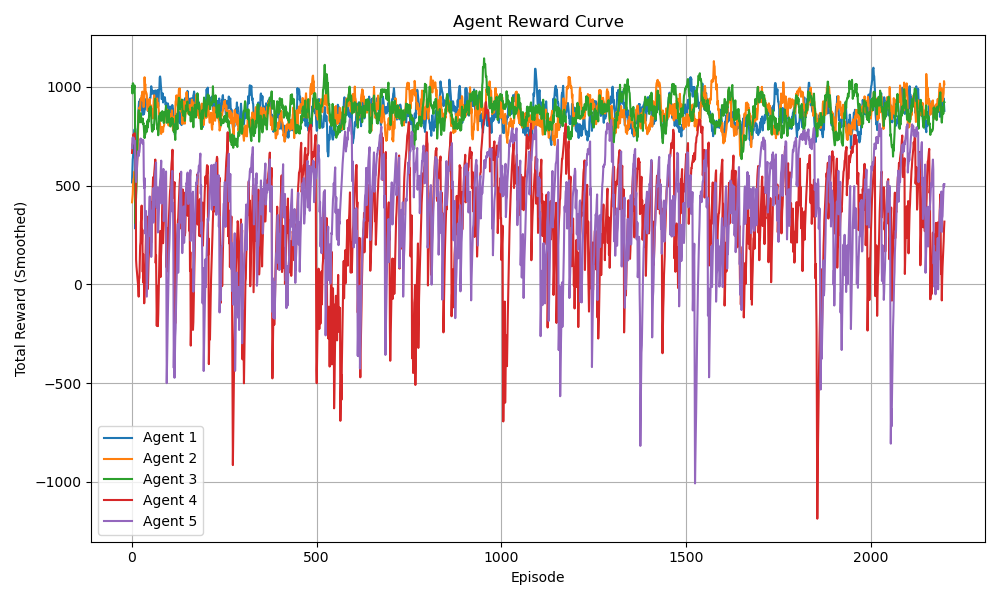 Agent Reward Curve
Total Reward (Smoothed)
1000
500
0
−500
−1000
Agent 1
Agent 2
Agent 3
Agent 4
Agent 5
0 500 1000 1500 2000
Episode